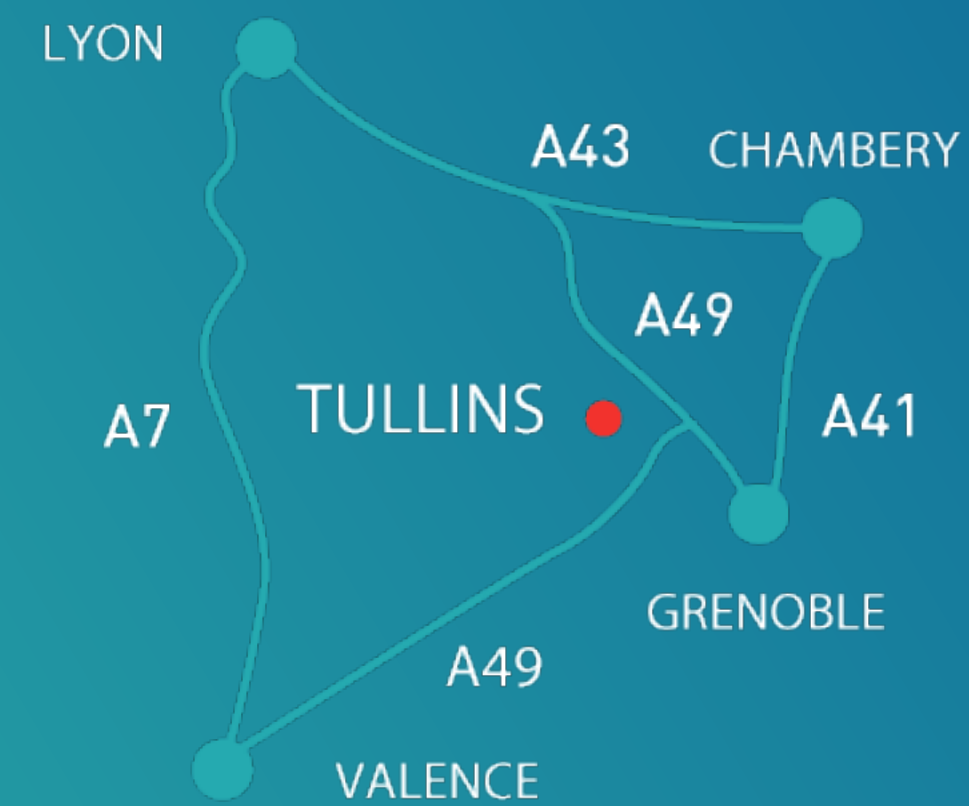 LYON
A43
CHAMBERY
A49
TULLINS
A7
A41
GRENOBLE
A49
VALENCE